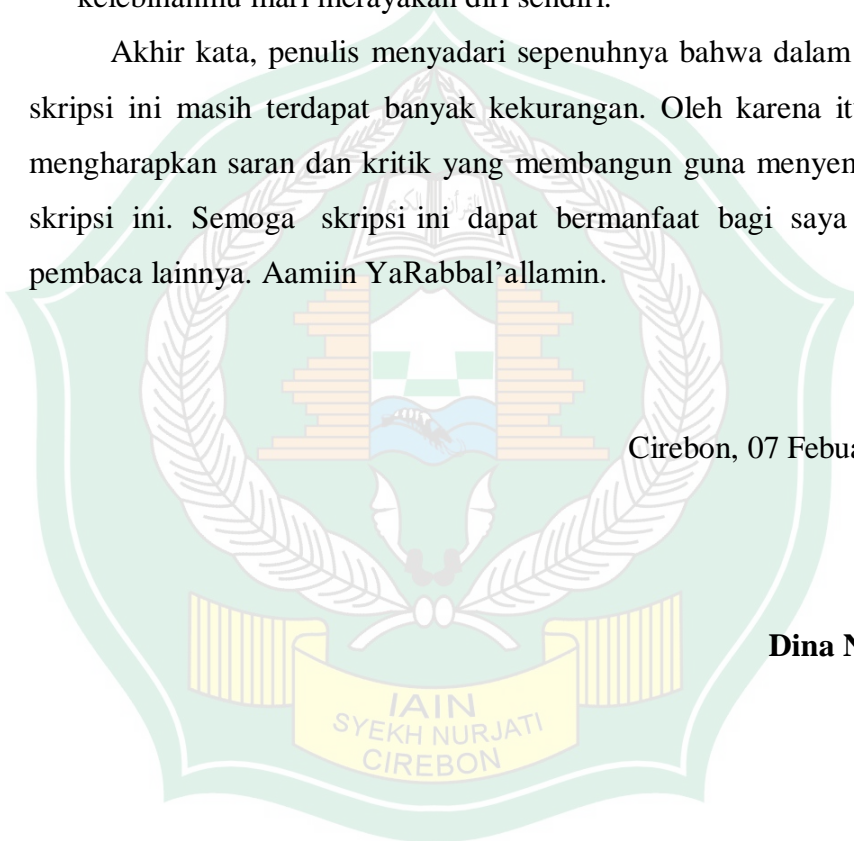 kelebihanmu mari merayakan diri sendiri.
Akhir kata, penulis menyadari sepenuhnya bahwa dalam
skripsi ini masih terdapat banyak kekurangan. Oleh karena it
mengharapkan saran dan kritik yang membangun guna menyem
skripsi ini. Semoga skripsi ini dapat bermanfaat bagi saya
pembaca lainnya. Aamiin YaRabbal’allamin.
Cirebon, 07 Febua
Dina N
IAIN
SYEKH NURJATI
CIREBON